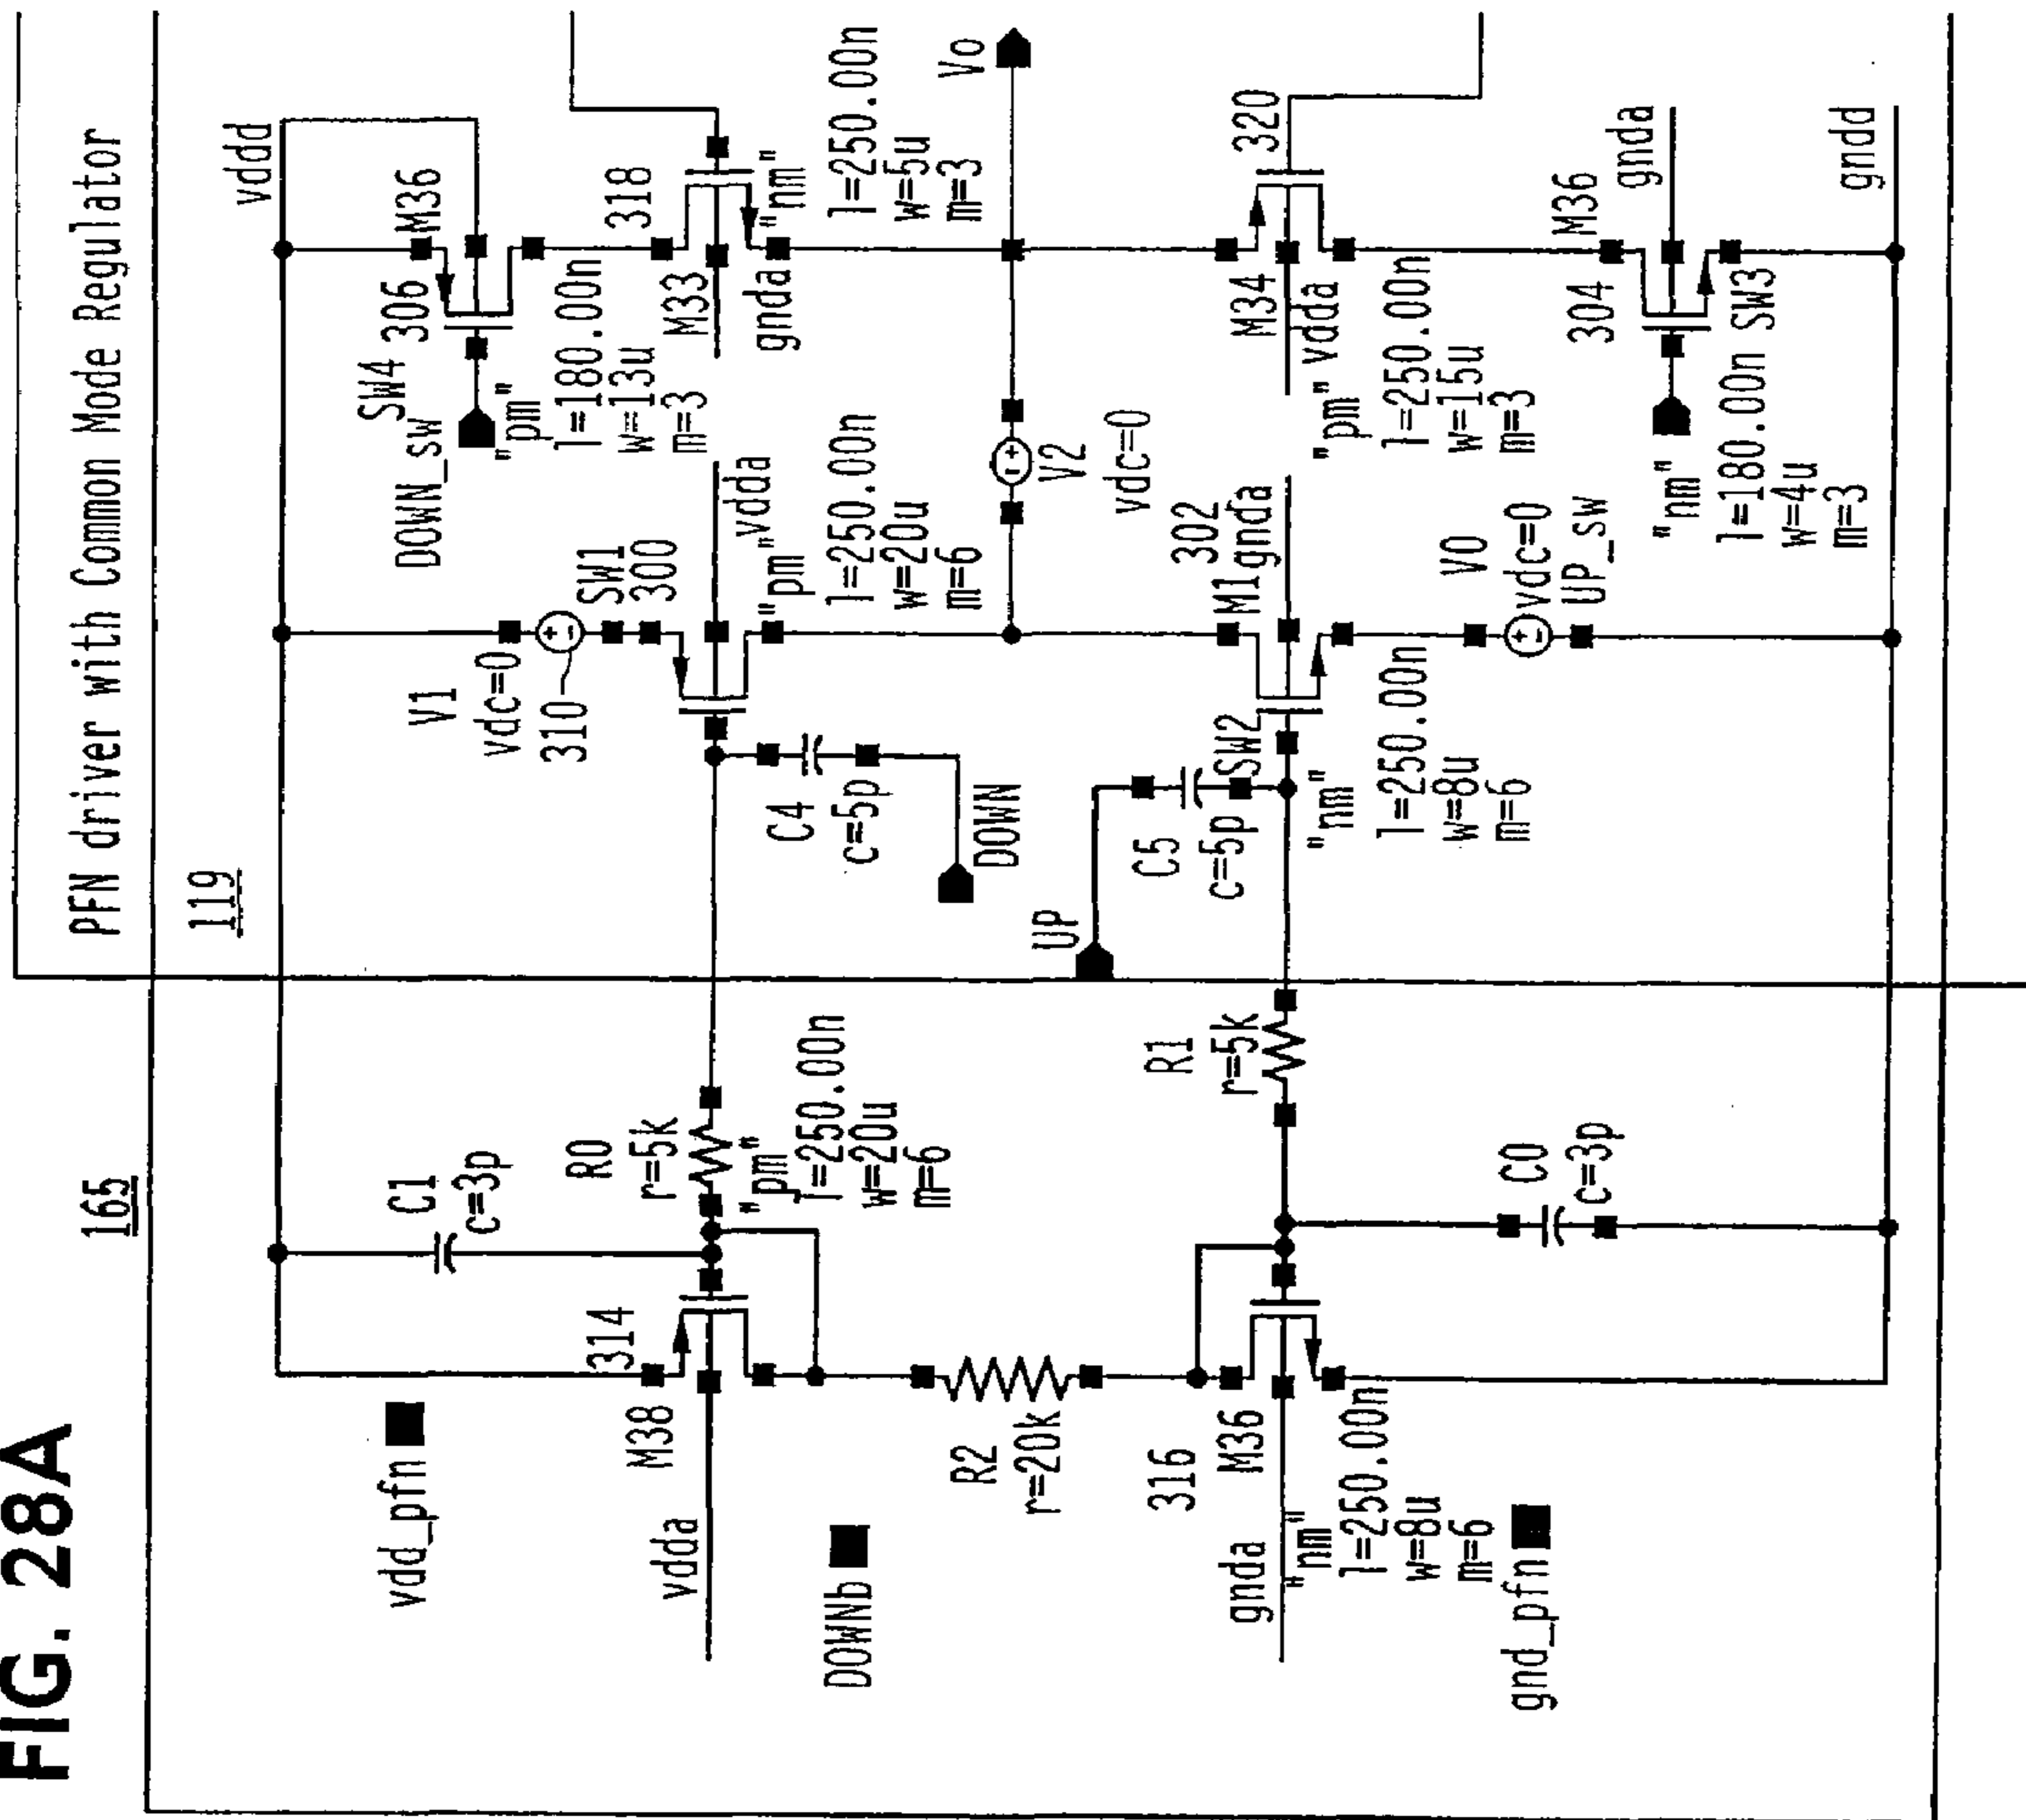 FIG. 28A
165
PFN driver with Common Mode Regulator
119
vddd
vdd_pfn
C1
c=3p
V1
vdc=0
310
SW1
300
SW4
306
M36
DOWN_sw
"pm"
l=180.00n
w=13u
m=3
318
M33
gnda
"nm"
l=250.00n
w=5u
m=3
vdda
M38
314
R0
r=5k
"pm"
l=250.00n
w=20u
m=6
C4
c=5p
DOWN
vdda
"pm"
l=250.00n
w=20u
m=6
Vo
DOWNb
R2
r=20k
UP
V2
vdc=0
316
M36
gnda
"nm"
l=250.00n
w=8u
m=6
gnd_pfn
R1
r=5k
C0
c=3p
C5
c=5p
SW2
302
M1
gnda
"nm"
l=250.00n
w=8u
m=6
V0
vdc=0
UP_sw
320
M34
vdda
"pm"
l=250.00n
w=15u
m=3
304
M36
gnda
SW3
"nm"
l=180.00n
w=4u
m=3
gndd